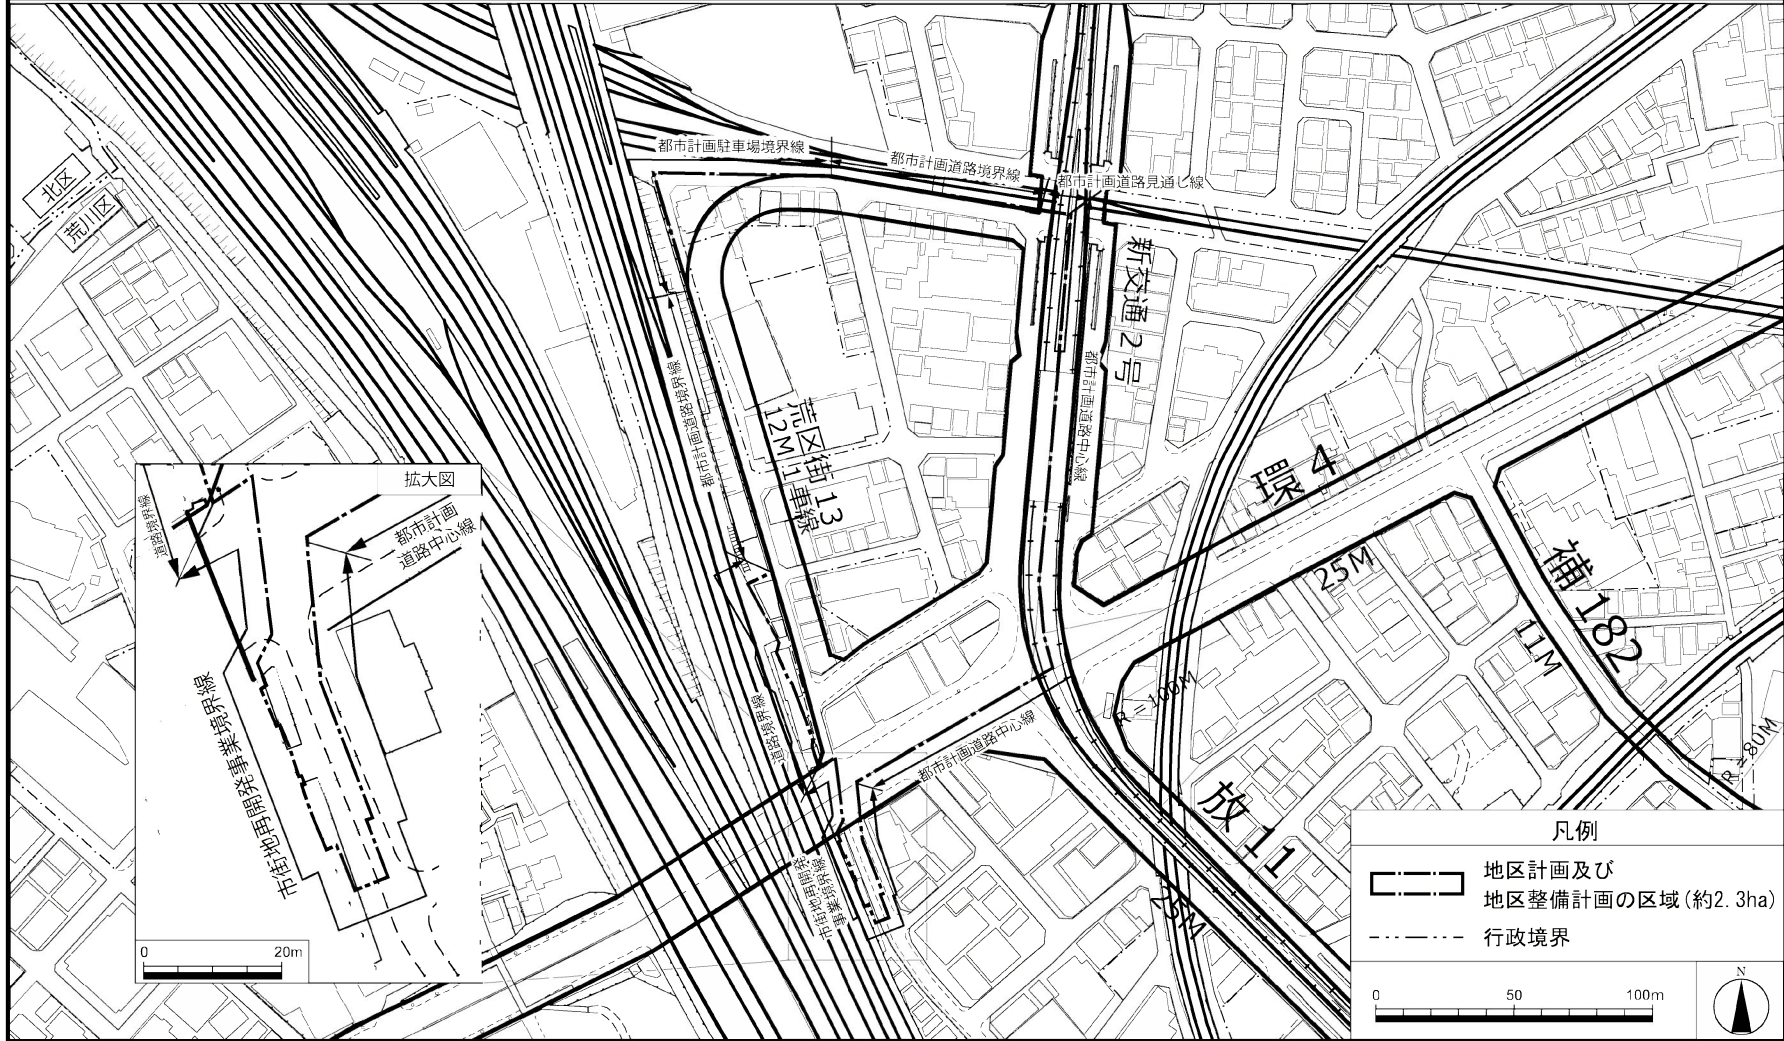 都市計画駐車場境界線
都市計画道路境界線
都市計画道路見通し線
北区
荒川区
新交通2号
都市計画道路境界線
都市計画道路中心線
荒区街13
12M 1車線
環4
25M
補182
11M
拡大図
道路境界線
都市計画
道路中心線
市街地再開発事業境界線
0 20m
道路境界線
都市計画道路中心線
R=100M
R=80M
市街地再開発
事業境界線
放11
25M
凡例
地区計画及び
地区整備計画の区域(約2.3ha)
行政境界
0 50 100m
N